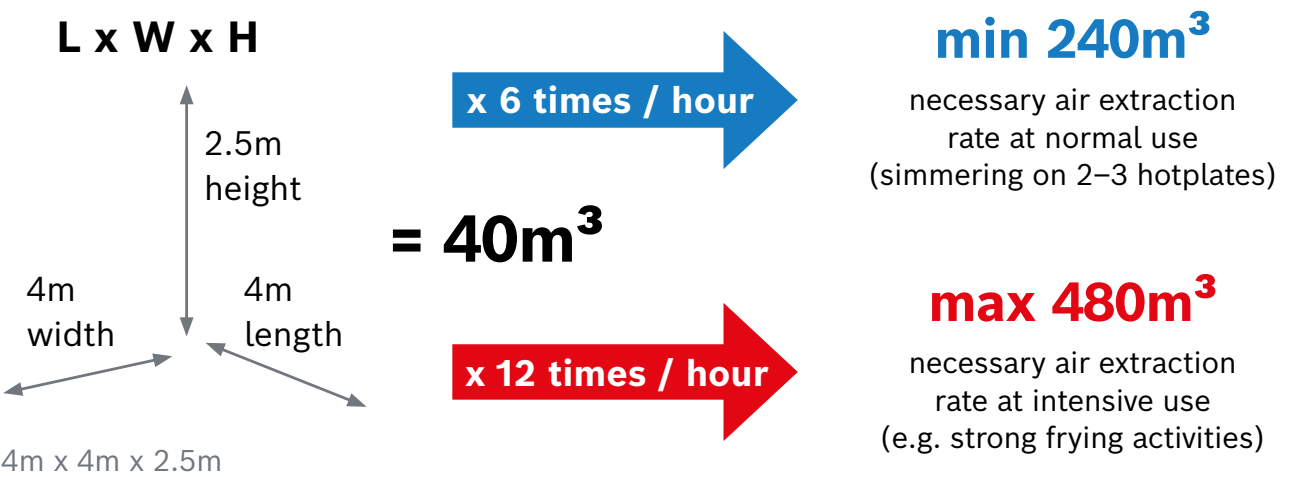 L x W x H
2.5m
height
4m
width
4m
length
4m x 4m x 2.5m
= 40m³
x 6 times / hour
min 240m³
necessary air extraction
rate at normal use
(simmering on 2–3 hotplates)
x 12 times / hour
max 480m³
necessary air extraction
rate at intensive use
(e.g. strong frying activities)